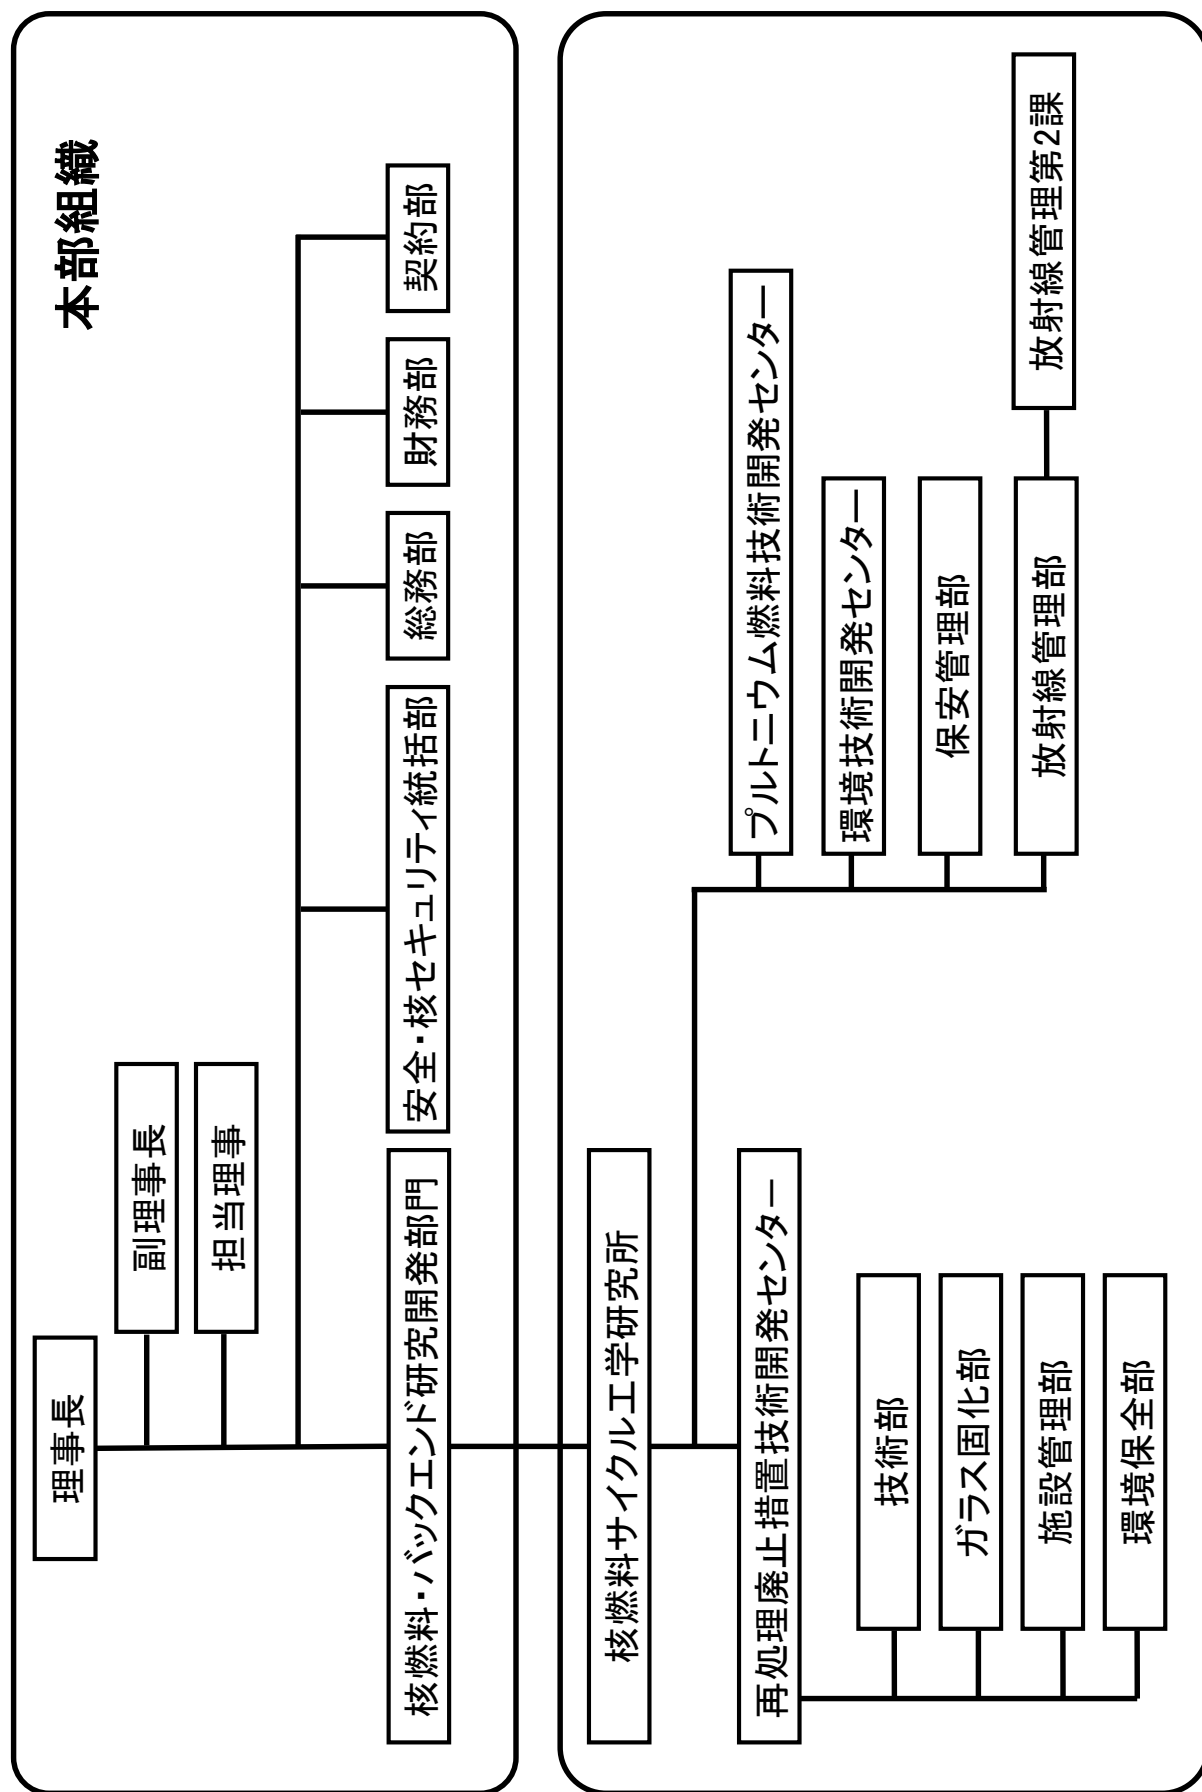 本部組織
理事長
副理事長
担当理事
核燃料・バックエンド研究開発部門
安全・核セキュリティ統括部
総務部
財務部
契約部
核燃料サイクル工学研究所
再処理廃止措置技術開発センター
技術部
ガラス固化部
施設管理部
環境保全部
プルトニウム燃料技術開発センター
環境技術開発センター
保安管理部
放射線管理部
放射線管理第2課